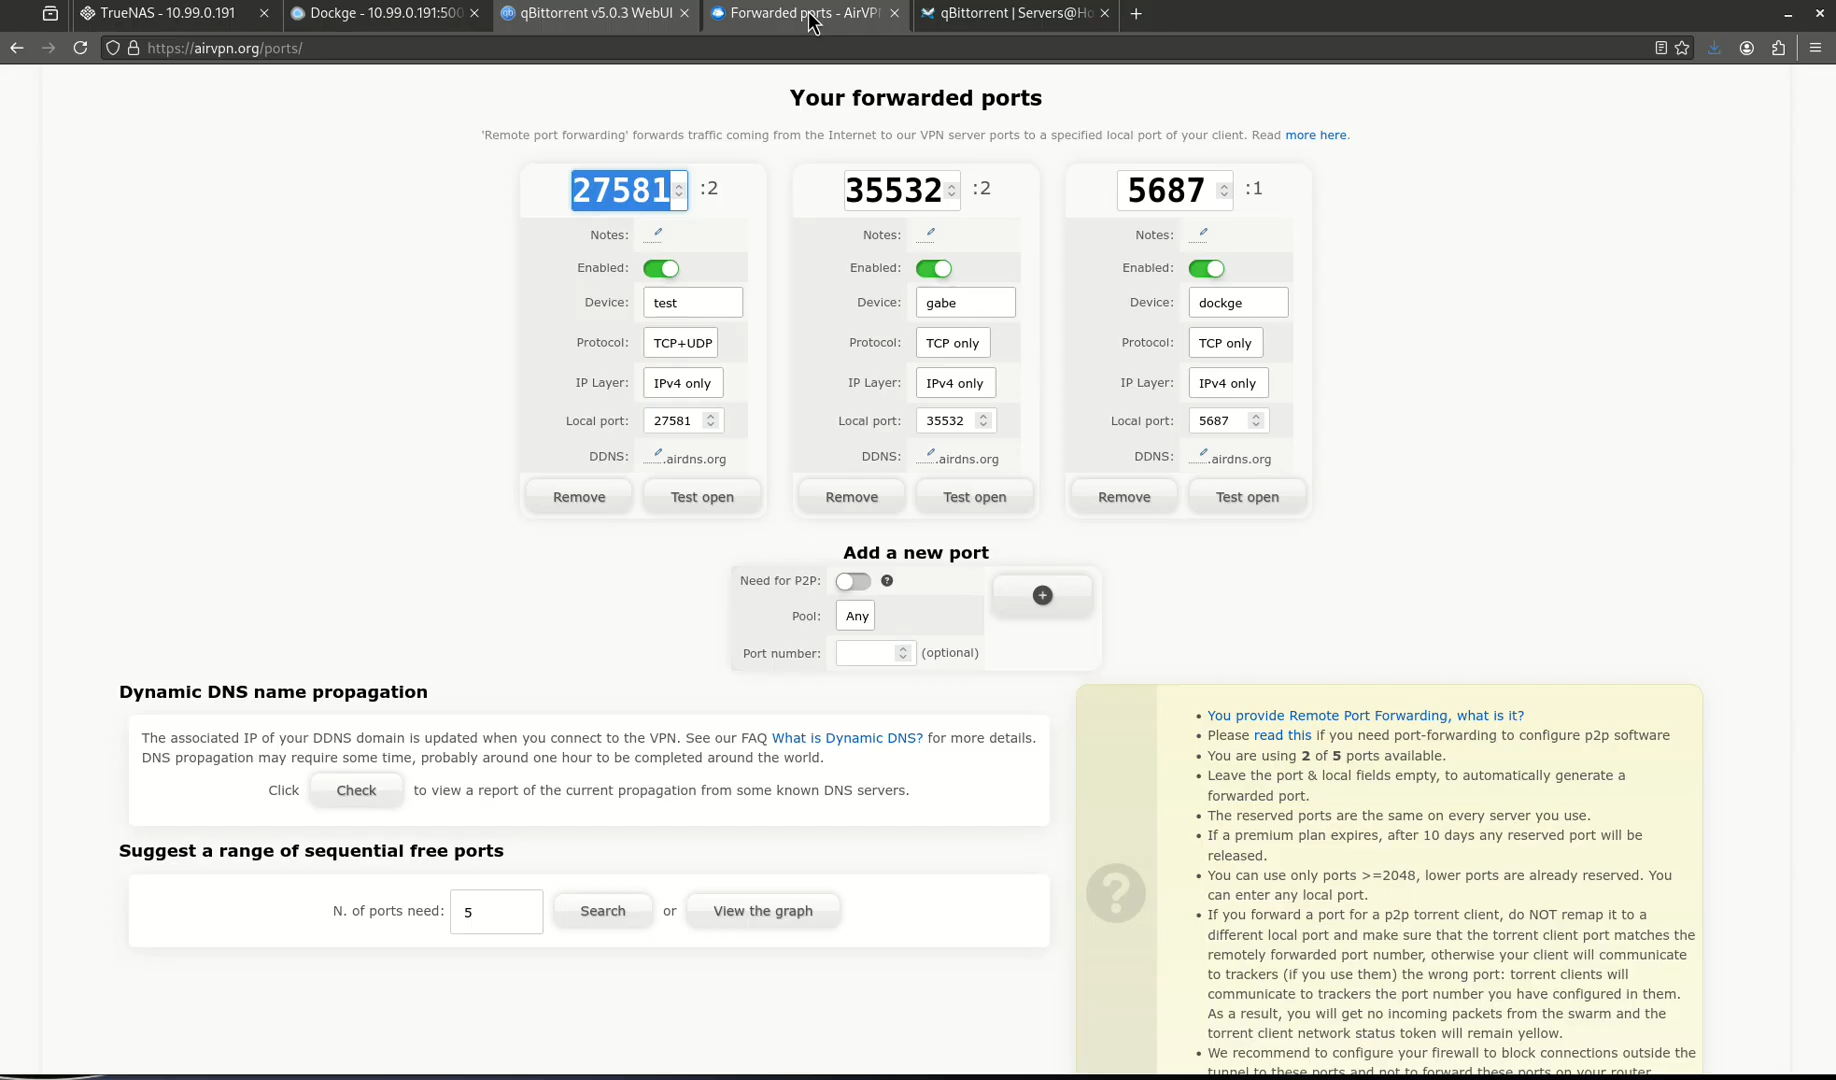 TrueNAS - 10.99.0.191
Dockge - 10.99.0.191:500
qBittorrent v5.0.3 WebUI
Forwarded ports - AirVP
qBittorrent | Servers@Ho
https://airvpn.org/ports/
Your forwarded ports
'Remote port forwarding' forwards traffic coming from the Internet to our VPN server ports to a specified local port of your client. Read more here.
27581 :2
Notes:
Enabled:
Device: test
Protocol: TCP+UDP
IP Layer: IPv4 only
Local port: 27581
DDNS: .airdns.org
Remove Test open
35532 :2
Notes:
Enabled:
Device: gabe
Protocol: TCP only
IP Layer: IPv4 only
Local port: 35532
DDNS: .airdns.org
Remove Test open
5687 :1
Notes:
Enabled:
Device: dockge
Protocol: TCP only
IP Layer: IPv4 only
Local port: 5687
DDNS: .airdns.org
Remove Test open
Add a new port
Need for P2P: ?
Pool: Any
Port number: (optional)
Dynamic DNS name propagation
The associated IP of your DDNS domain is updated when you connect to the VPN. See our FAQ What is Dynamic DNS? for more details.
DNS propagation may require some time, probably around one hour to be completed around the world.
Click Check to view a report of the current propagation from some known DNS servers.
Suggest a range of sequential free ports
N. of ports need: 5 Search or View the graph
• You provide Remote Port Forwarding, what is it?
• Please read this if you need port-forwarding to configure p2p software
• You are using 2 of 5 ports available.
• Leave the port & local fields empty, to automatically generate a
forwarded port.
• The reserved ports are the same on every server you use.
• If a premium plan expires, after 10 days any reserved port will be
released.
• You can use only ports >=2048, lower ports are already reserved. You
can enter any local port.
• If you forward a port for a p2p torrent client, do NOT remap it to a
different local port and make sure that the torrent client port matches the
remotely forwarded port number, otherwise your client will communicate
to trackers (if you use them) the wrong port: torrent clients will
communicate to trackers the port number you have configured in them.
As a result, you will get no incoming packets from the swarm and the
torrent client network status token will remain yellow.
• We recommend to configure your firewall to block connections outside the
tunnel to these ports and not to forward these ports on your router.